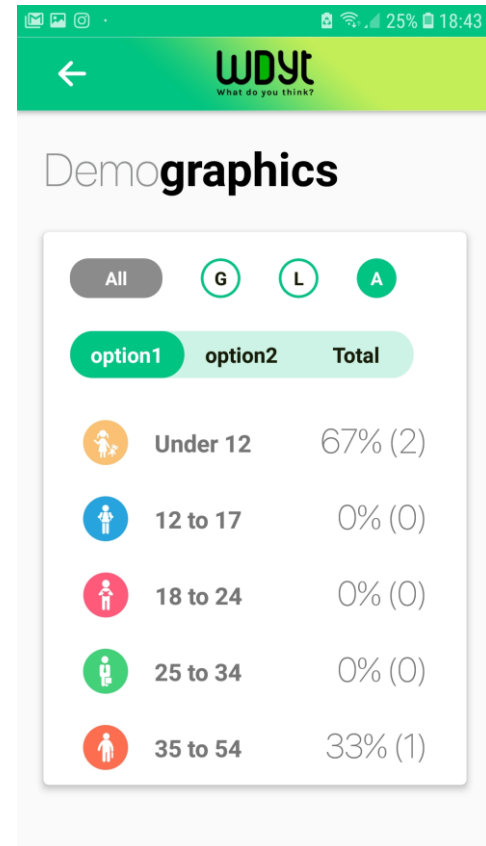 25% 18:43
WDYt
What do you think?
Demographics
All G L A
option1 option2 Total
Under 12 67% (2)
12 to 17 0% (0)
18 to 24 0% (0)
25 to 34 0% (0)
35 to 54 33% (1)